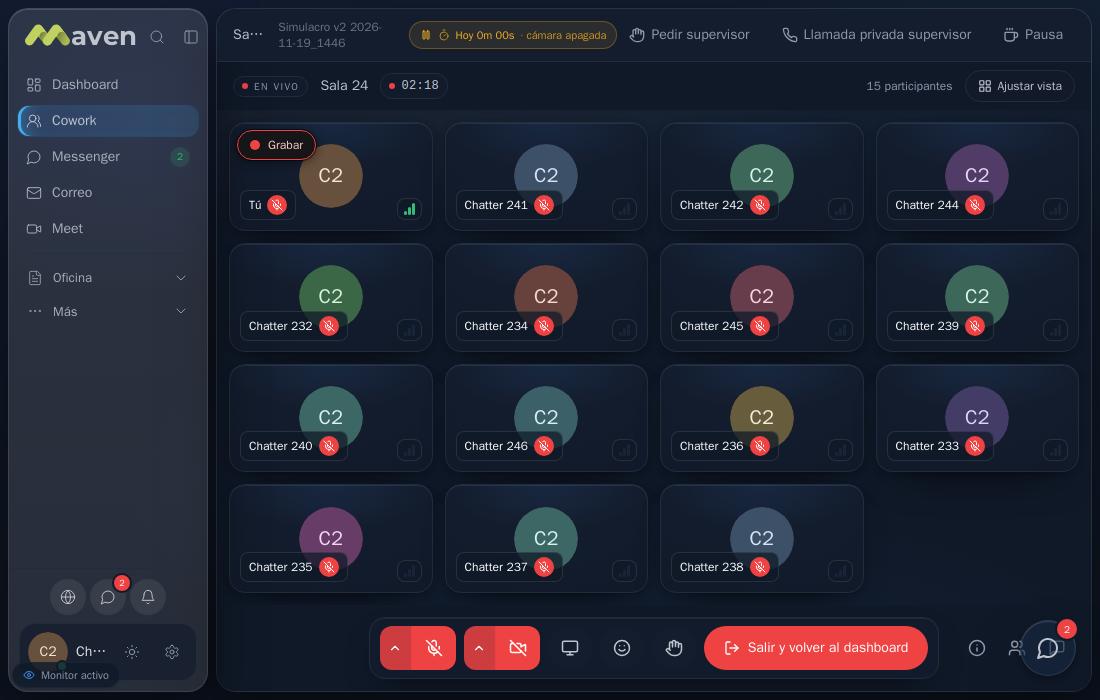 Maven
Dashboard
Cowork
Messenger 2
Correo
Meet
Oficina
Más
2
C2 Ch···
Monitor activo
Sa···
Simulacro v2 2026-
11-19_1446
Hoy 0m 00s · cámara apagada
Pedir supervisor
Llamada privada supervisor
Pausa
EN VIVO Sala 24 02:18
15 participantes Ajustar vista
Grabar
C2 C2 C2 C2
Tú Chatter 241 Chatter 242 Chatter 244
C2 C2 C2 C2
Chatter 232 Chatter 234 Chatter 245 Chatter 239
C2 C2 C2 C2
Chatter 240 Chatter 246 Chatter 236 Chatter 233
C2 C2 C2
Chatter 235 Chatter 237 Chatter 238
Salir y volver al dashboard
2